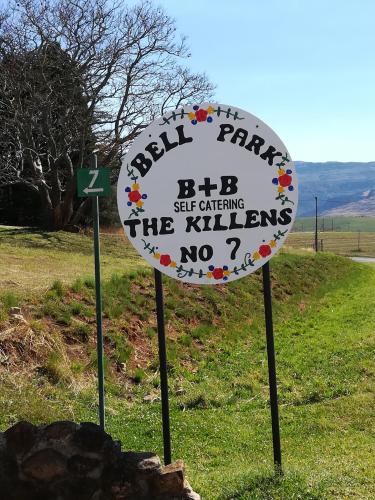 BELL PARK
B+B
SELF CATERING
THE KILLENS
NO 7